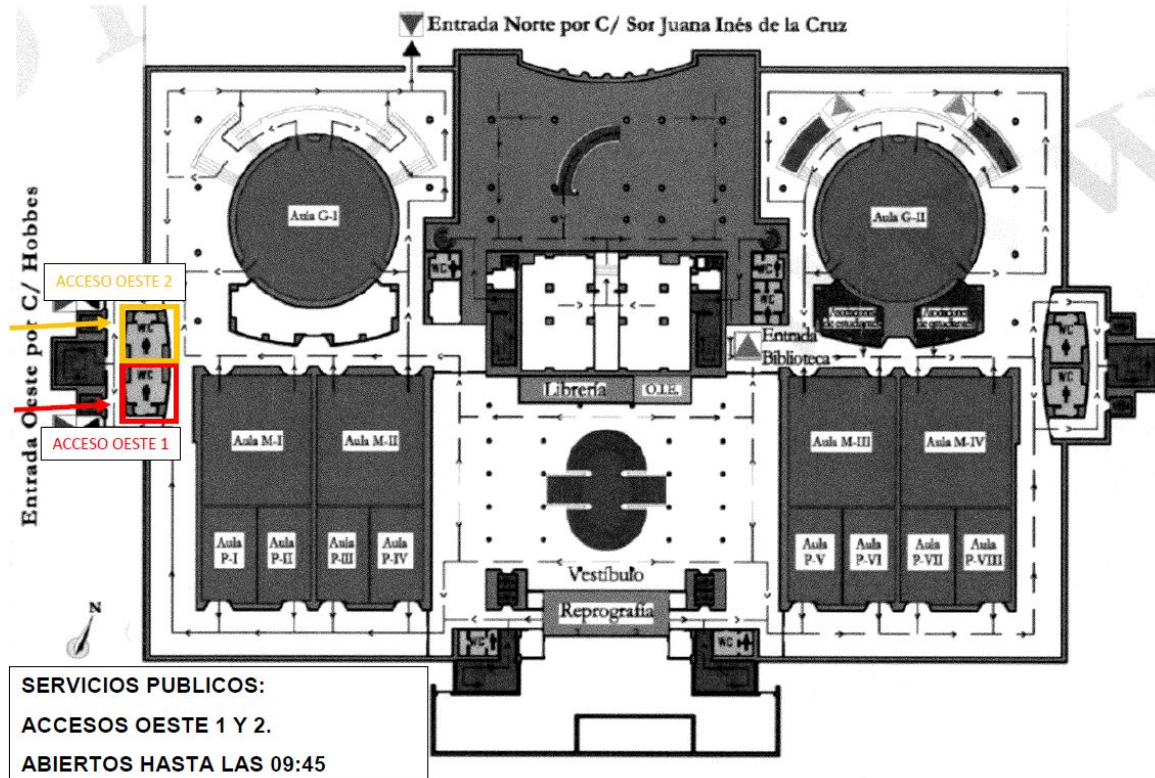 Entrada Norte por C/ Sor Juana Inés de la Cruz
Entrada Oeste por C/ Hobbes
Aula G-I
Aula G-II
ACCESO OESTE 2
WC
WC
WC
WC
WC
WC
Entrada
Biblioteca
Librería
O.I.E.
ACCESO OESTE 1
Aula M-I
Aula M-II
Aula M-III
Aula M-IV
Aula
P-I
Aula
P-II
Aula
P-III
Aula
P-IV
Aula
P-V
Aula
P-VI
Aula
P-VII
Aula
P-VIII
Vestíbulo
Reprografía
WC
WC
N
SERVICIOS PUBLICOS:
ACCESOS OESTE 1 Y 2.
ABIERTOS HASTA LAS 09:45